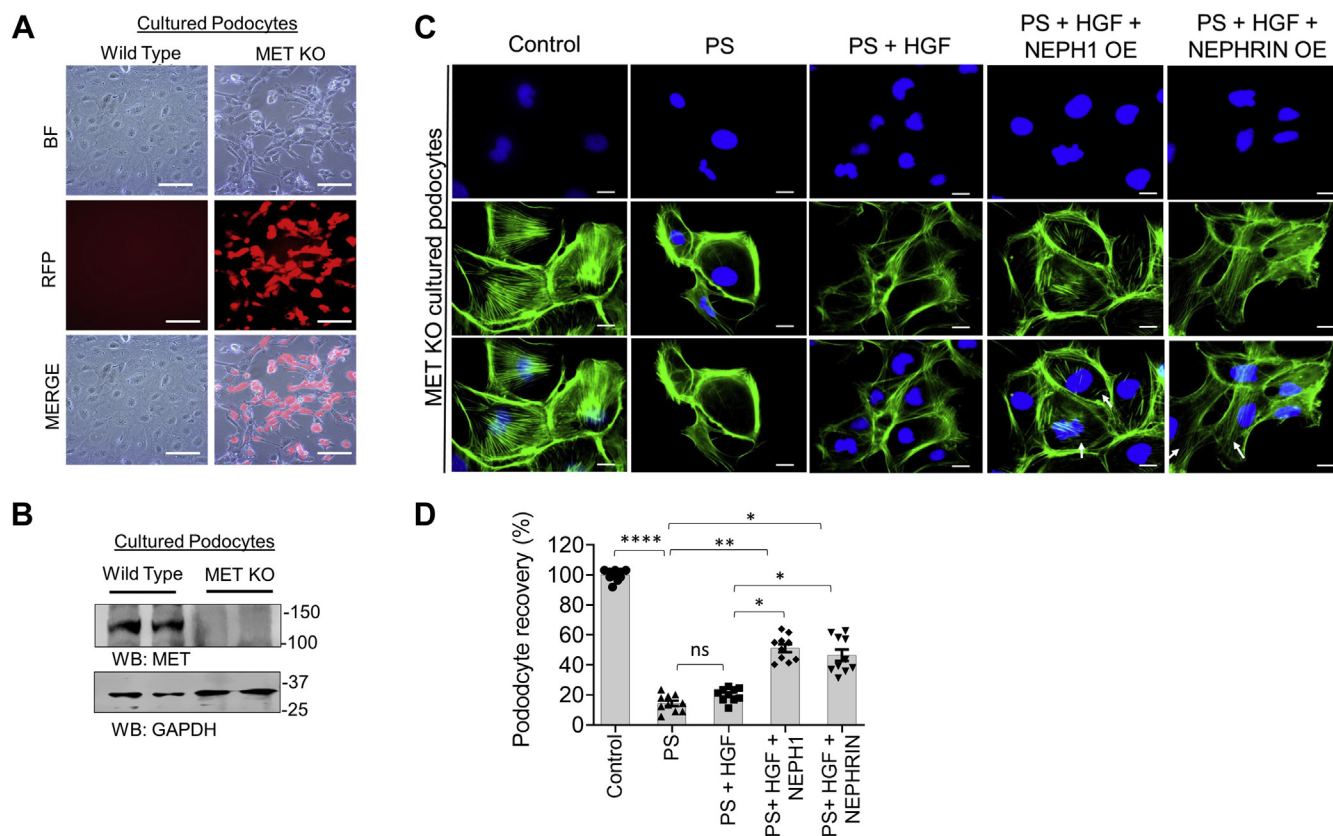 A
Cultured Podocytes
Wild Type MET KO
BF
RFP
MERGE
B
Cultured Podocytes
Wild Type MET KO
-150
-100
WB: MET
-37
-25
WB: GAPDH
C
Control PS PS + HGF PS + HGF + NEPH1 OE PS + HGF + NEPHRIN OE
MET KO cultured podocytes
D
Pododcyte recovery (%)
120
100
80
60
40
20
0
**** ** *
ns * *
Control
PS
PS + HGF
PS+ HGF + NEPH1
PS+ HGF + NEPHRIN